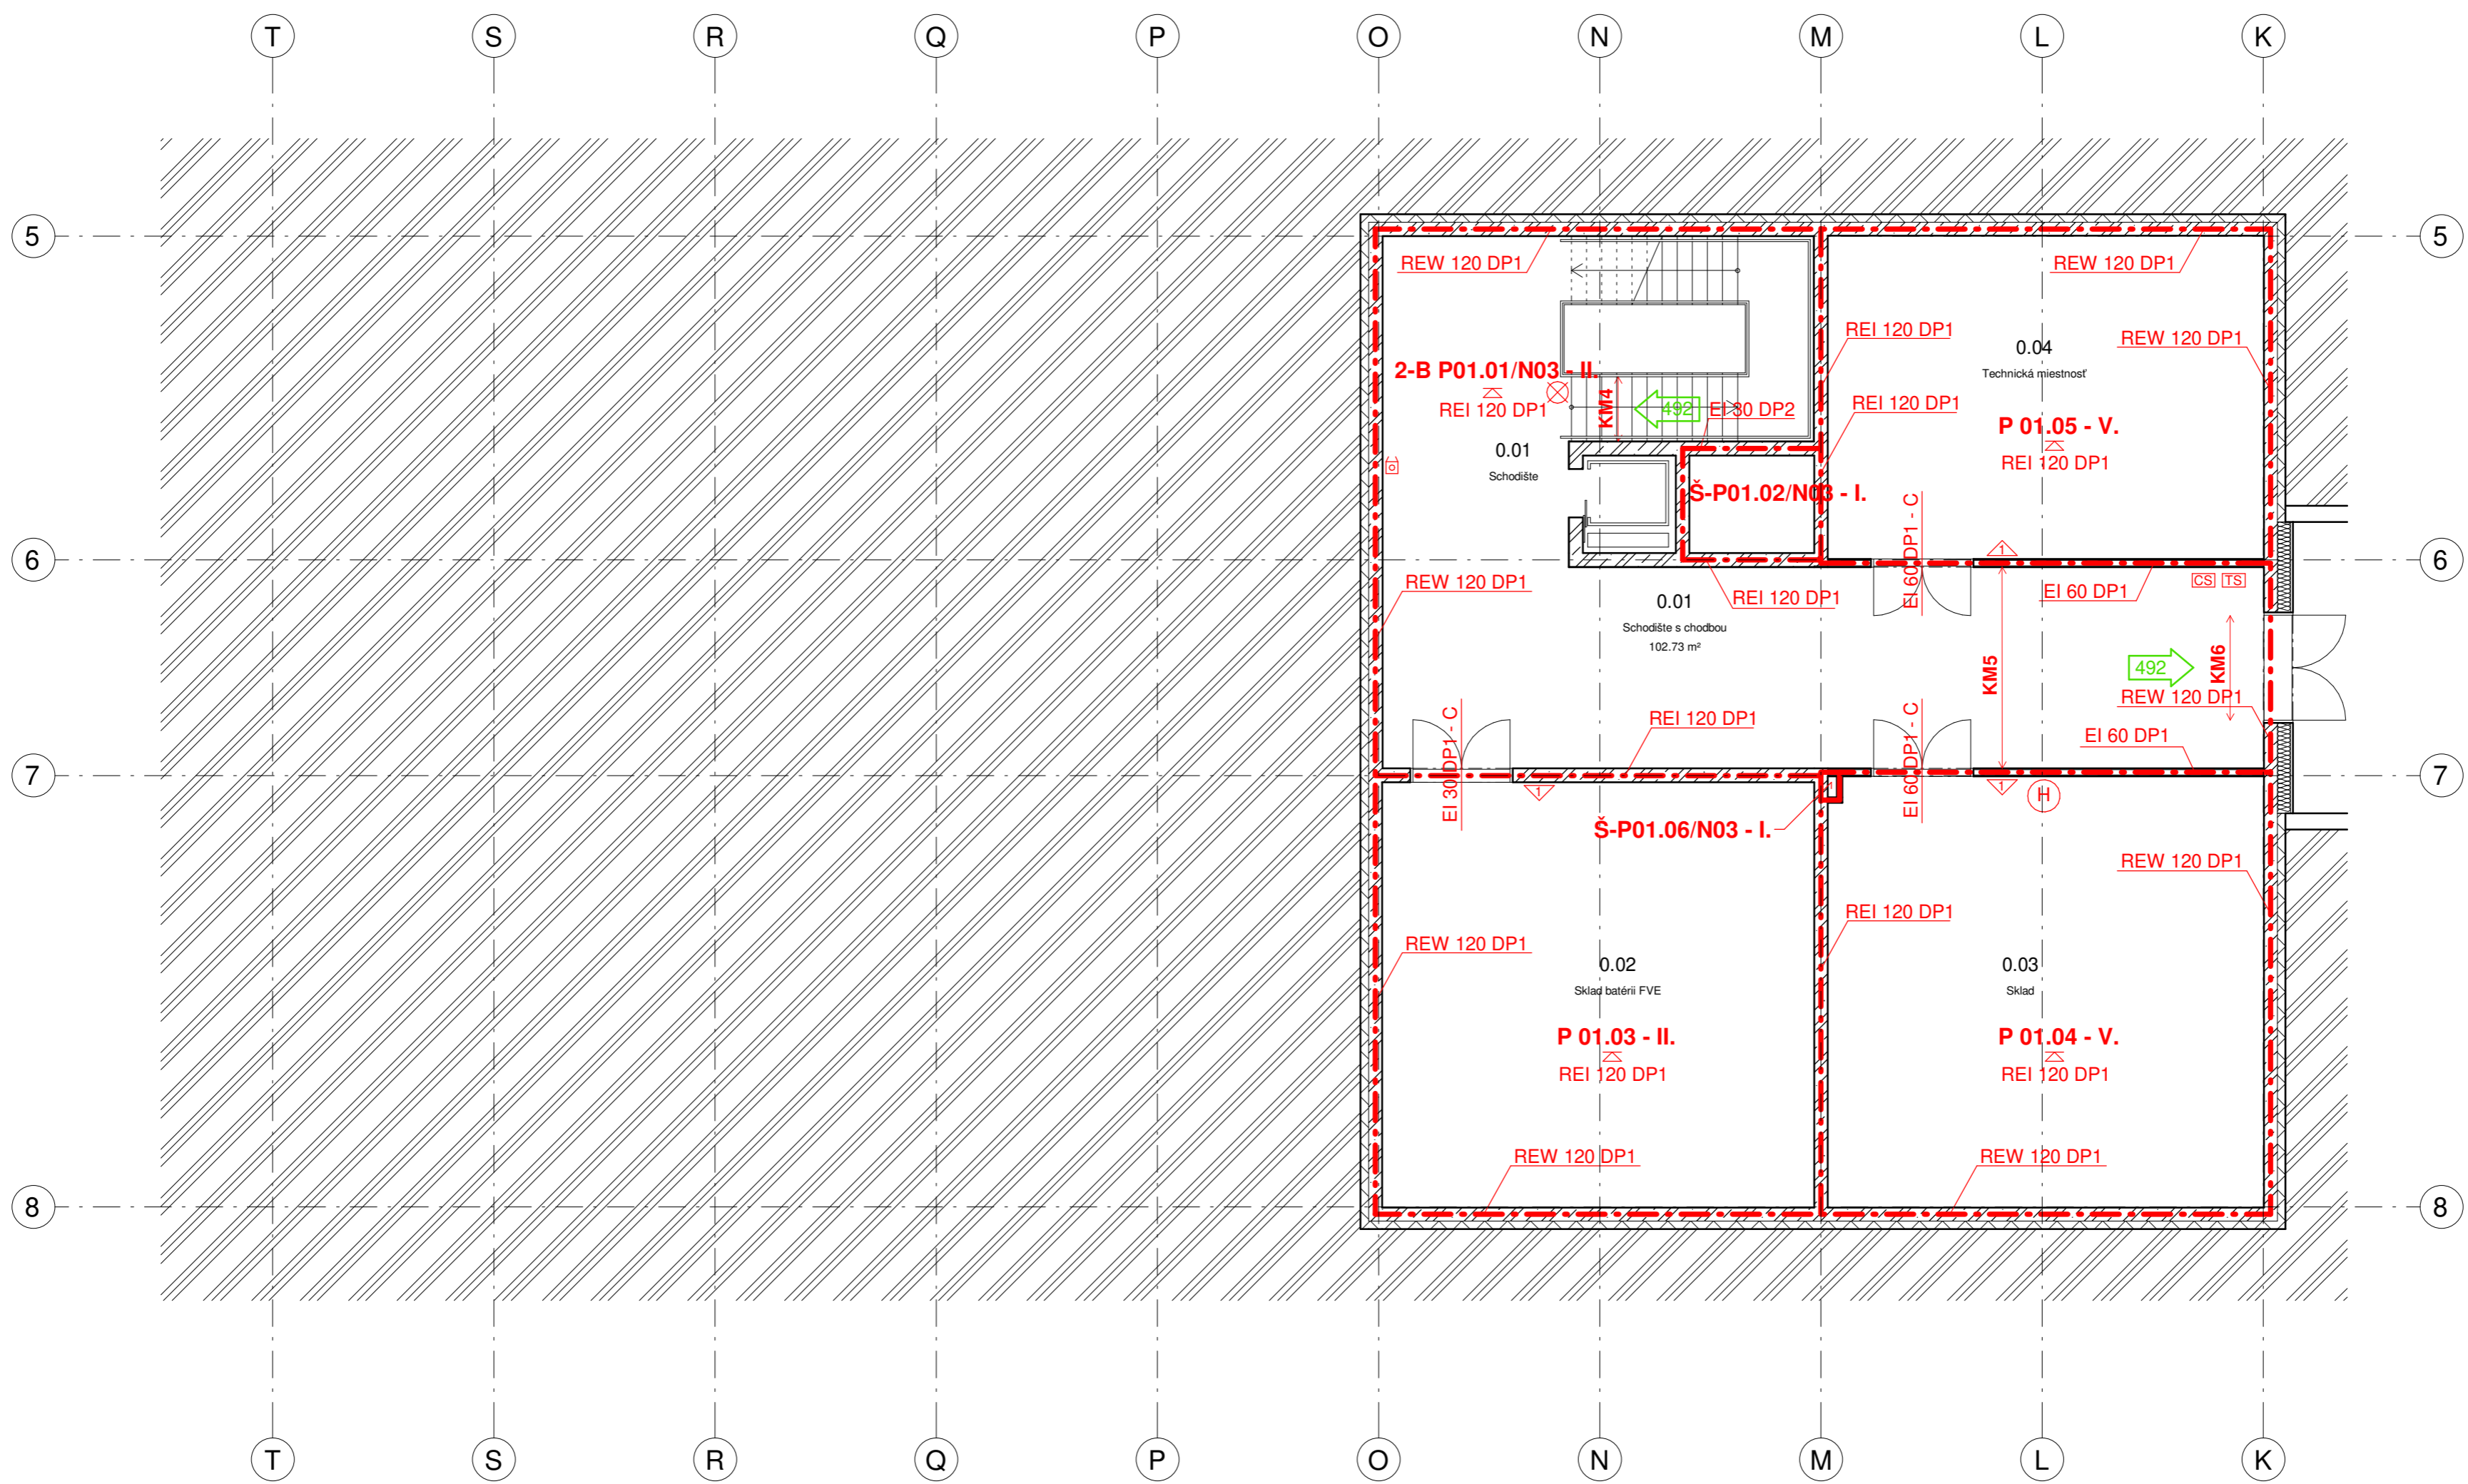 T S R Q P O N M L K
5 5
REW 120 DP1 REW 120 DP1
REI 120 DP1 REW 120 DP1
0.04
Technická miestnosť
2-B P01.01/N03 - II.
REI 120 DP1
KM4
492
EI 30 DP2
REI 120 DP1
P 01.05 - V.
REI 120 DP1
0.01
Schodište
Š-P01.02/N03 - I.
EI 60 DP1 - C
1
6 6
REW 120 DP1
REI 120 DP1
EI 60 DP1
CS TS
0.01
Schodište s chodbou
102.73 m²
KM5
492
KM6
REW 120 DP1
REI 120 DP1
EI 60 DP1
EI 300 DP1 - C
EI 60 DP1 - C
7 7
1
1
1
H
Š-P01.06/N03 - I.
REW 120 DP1
REI 120 DP1
REW 120 DP1
0.02
Sklad batérii FVE
0.03
Sklad
P 01.03 - II.
REI 120 DP1
P 01.04 - V.
REI 120 DP1
REW 120 DP1 REW 120 DP1
8 8
T S R Q P O N M L K